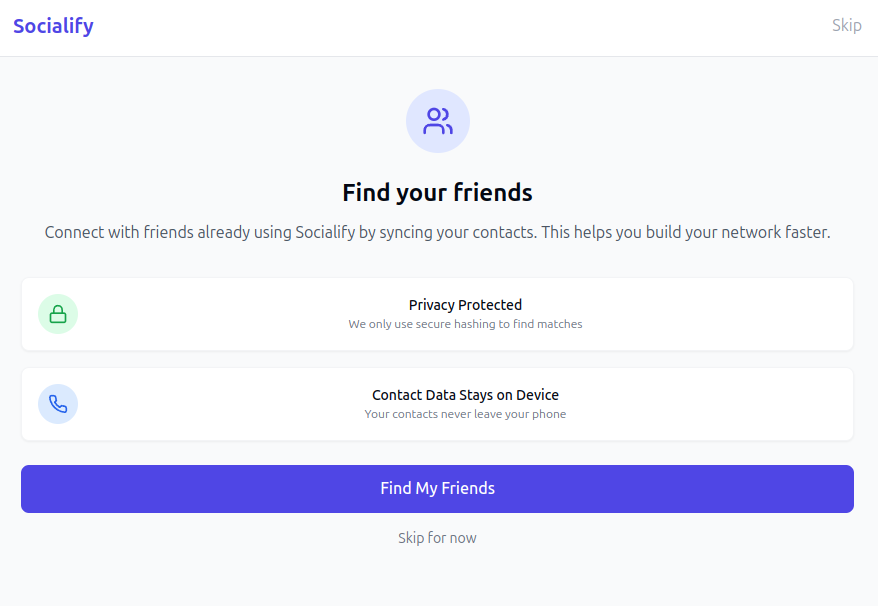 Socialify
Skip
Find your friends
Connect with friends already using Socialify by syncing your contacts. This helps you build your network faster.
Privacy Protected
We only use secure hashing to find matches
Contact Data Stays on Device
Your contacts never leave your phone
Find My Friends
Skip for now